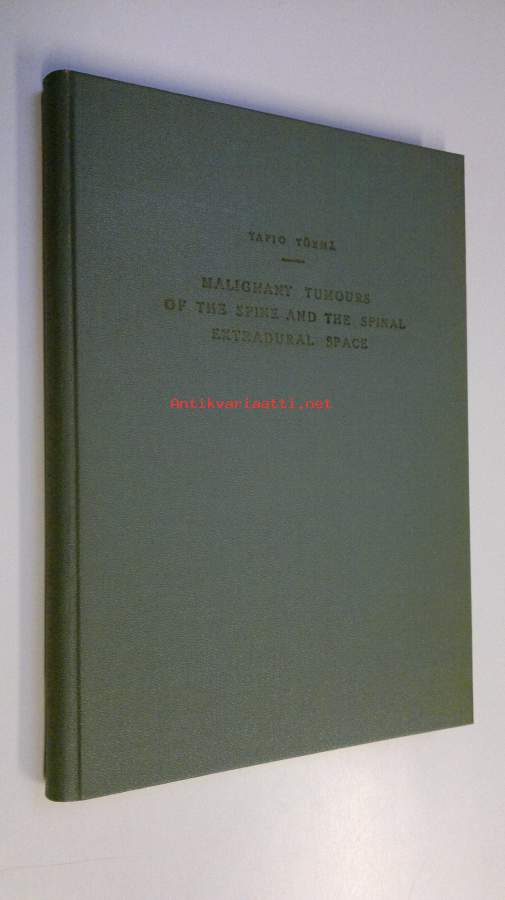 TAPIO TÖRMÄ
MALIGNANT TUMOURS
OF THE SPINE AND THE SPINAL
EXTRADURAL SPACE
Antikvariaatti.net